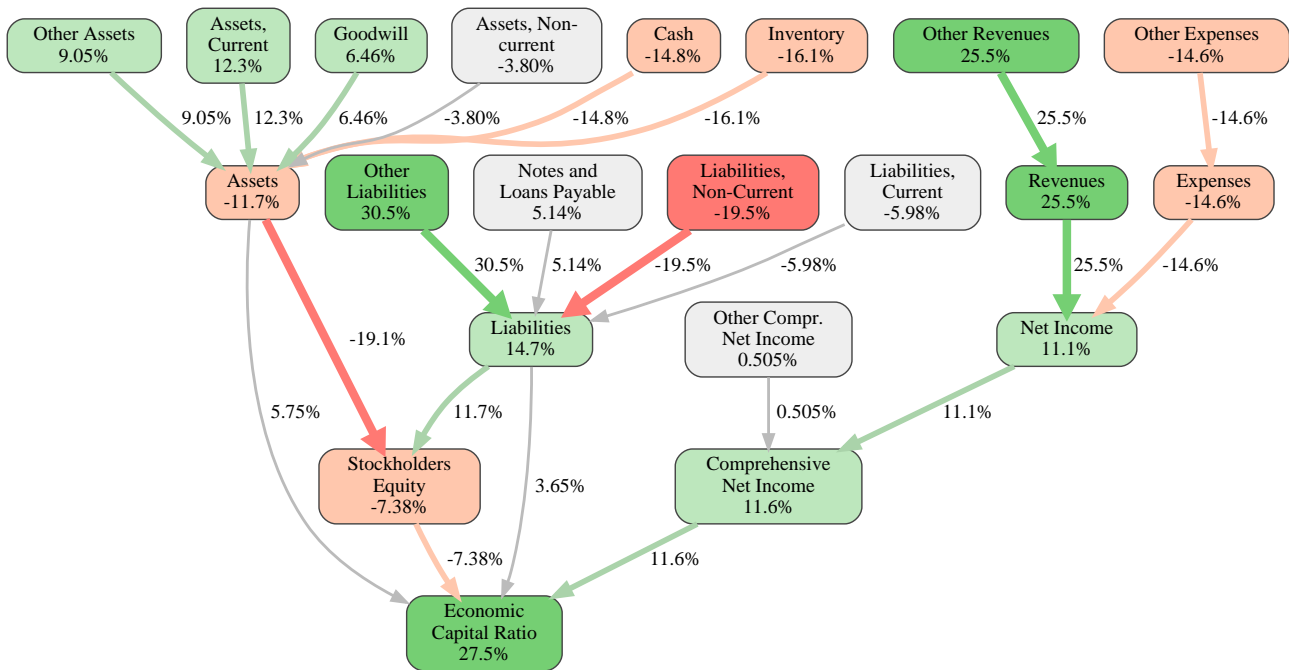 Other Assets
9.05%
Assets,
Current
12.3%
Goodwill
6.46%
Assets, Non-
current
-3.80%
Cash
-14.8%
Inventory
-16.1%
Other Revenues
25.5%
Other Expenses
-14.6%
9.05%
12.3%
6.46%
-3.80%
-14.8%
-16.1%
25.5%
-14.6%
Assets
-11.7%
Other
Liabilities
30.5%
Notes and
Loans Payable
5.14%
Liabilities,
Non-Current
-19.5%
Liabilities,
Current
-5.98%
Revenues
25.5%
Expenses
-14.6%
30.5%
5.14%
-19.5%
-5.98%
25.5%
-14.6%
Liabilities
14.7%
Other Compr.
Net Income
0.505%
Net Income
11.1%
-19.1%
5.75%
11.7%
0.505%
11.1%
Stockholders
Equity
-7.38%
3.65%
Comprehensive
Net Income
11.6%
-7.38%
11.6%
Economic
Capital Ratio
27.5%